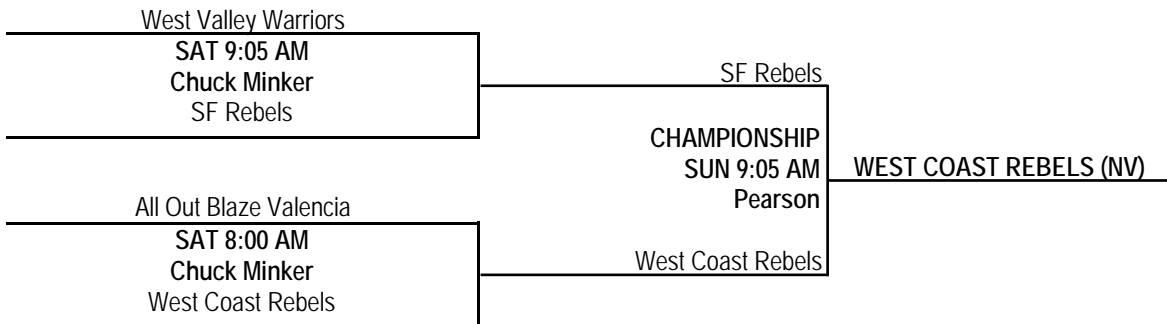 West Valley Warriors
SAT 9:05 AM
Chuck Minker
SF Rebels
SF Rebels
CHAMPIONSHIP
SUN 9:05 AM
Pearson
WEST COAST REBELS (NV)
All Out Blaze Valencia
SAT 8:00 AM
Chuck Minker
West Coast Rebels
West Coast Rebels